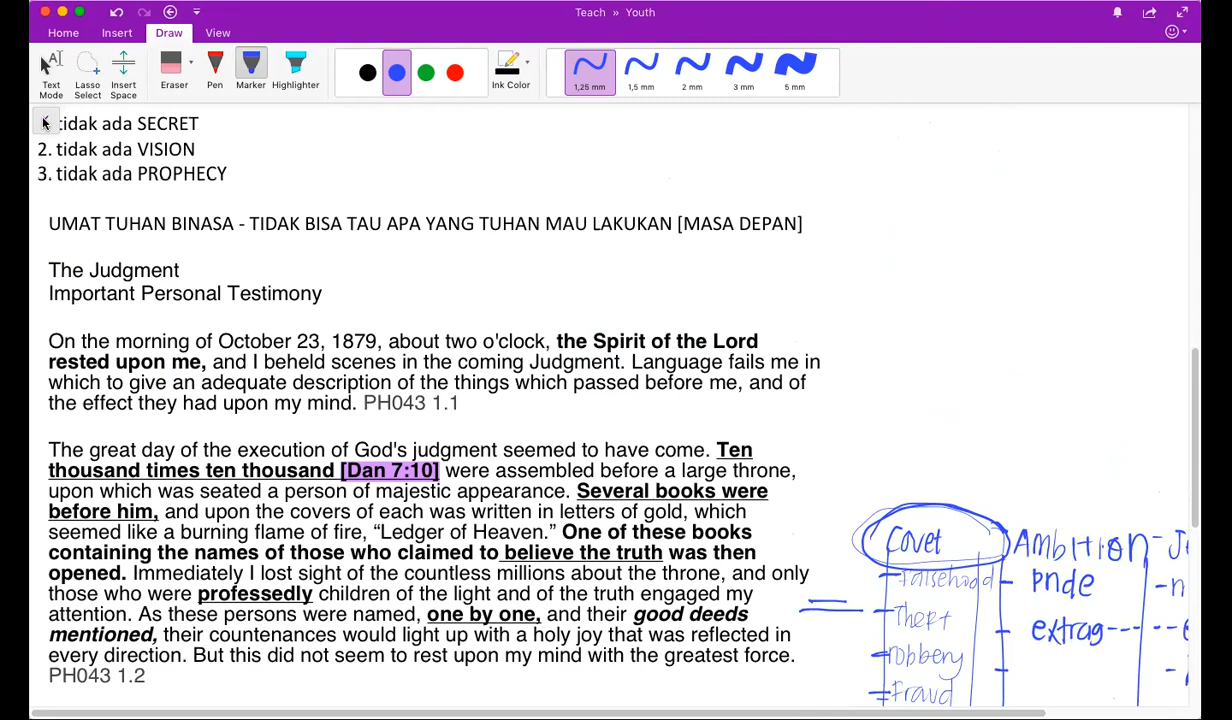 Teach » Youth
Home Insert Draw View
Text Mode
Lasso Select
Insert Space
Eraser
Pen
Marker
Highlighter
Ink Color
1,25 mm
1,5 mm
2 mm
3 mm
5 mm
tidak ada SECRET
2. tidak ada VISION
3. tidak ada PROPHECY
UMAT TUHAN BINASA - TIDAK BISA TAU APA YANG TUHAN MAU LAKUKAN [MASA DEPAN]
The Judgment
Important Personal Testimony
On the morning of October 23, 1879, about two o'clock, the Spirit of the Lord
rested upon me, and I beheld scenes in the coming Judgment. Language fails me in
which to give an adequate description of the things which passed before me, and of
the effect they had upon my mind. PH043 1.1
The great day of the execution of God's judgment seemed to have come. Ten
thousand times ten thousand [Dan 7:10] were assembled before a large throne,
upon which was seated a person of majestic appearance. Several books were
before him, and upon the covers of each was written in letters of gold, which
seemed like a burning flame of fire, “Ledger of Heaven.” One of these books
containing the names of those who claimed to believe the truth was then
opened. Immediately I lost sight of the countless millions about the throne, and only
those who were professedly children of the light and of the truth engaged my
attention. As these persons were named, one by one, and their good deeds
mentioned, their countenances would light up with a holy joy that was reflected in
every direction. But this did not seem to rest upon my mind with the greatest force.
PH043 1.2
Covet Ambition
falsehood pride
Theft extrag---
robbery
Fraud